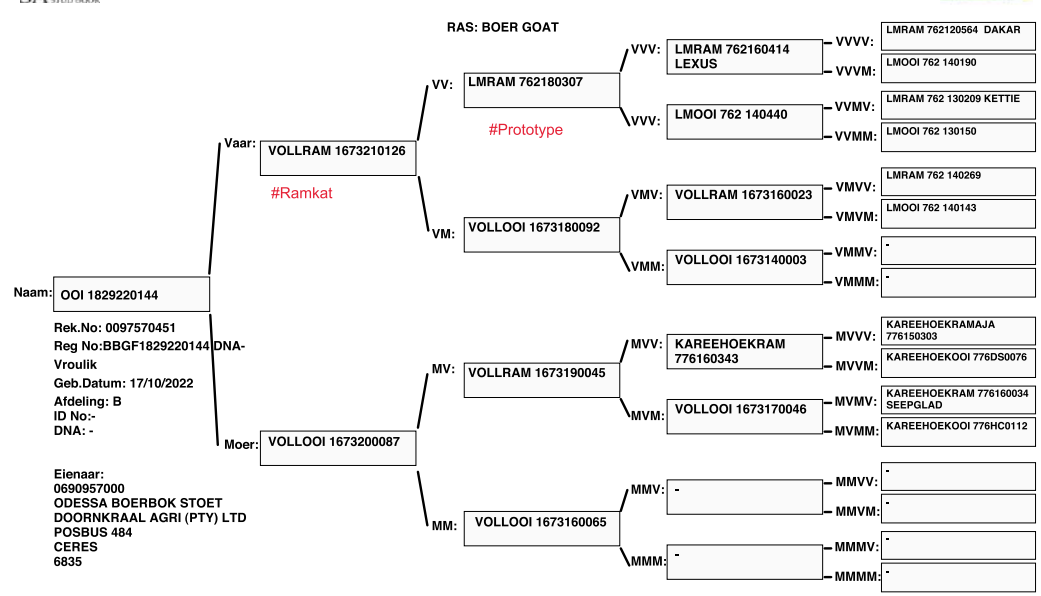 RAS: BOER GOAT
Naam:
OOI 1829220144
Rek.No: 0097570451
Reg No:BBGF1829220144 DNA-
Vroulik
Geb.Datum: 17/10/2022
Afdeling: B
ID No:-
DNA: -
Eienaar:
0690957000
ODESSA BOERBOK STOET
DOORNKRAAL AGRI (PTY) LTD
POSBUS 484
CERES
6835
Vaar:
VOLLRAM 1673210126
#Ramkat
Moer:
VOLLOOI 1673200087
VV:
LMRAM 762180307
#Prototype
VM:
VOLLOOI 1673180092
MV:
VOLLRAM 1673190045
MM:
VOLLOOI 1673160065
VVV:
LMRAM 762160414
LEXUS
VVV:
LMOOI 762 140440
VMV:
VOLLRAM 1673160023
VMM:
VOLLOOI 1673140003
MVV:
KAREEHOEKRAM
776160343
MVM:
VOLLOOI 1673170046
MMV:
-
MMM:
-
VVVV:
LMRAM 762120564 DAKAR
VVVM:
LMOOI 762 140190
VVMV:
LMRAM 762 130209 KETTIE
VVMM:
LMOOI 762 130150
VMVV:
LMRAM 762 140269
VMVM:
LMOOI 762 140143
VMMV:
-
VMMM:
-
MVVV:
KAREEHOEKRAMAJA
776150303
MVVM:
KAREEHOEKOOI 776DS0076
MVMV:
KAREEHOEKRAM 776160034
SEEPGLAD
MVMM:
KAREEHOEKOOI 776HC0112
MMVV:
-
MMVM:
-
MMMV:
-
MMMM:
-